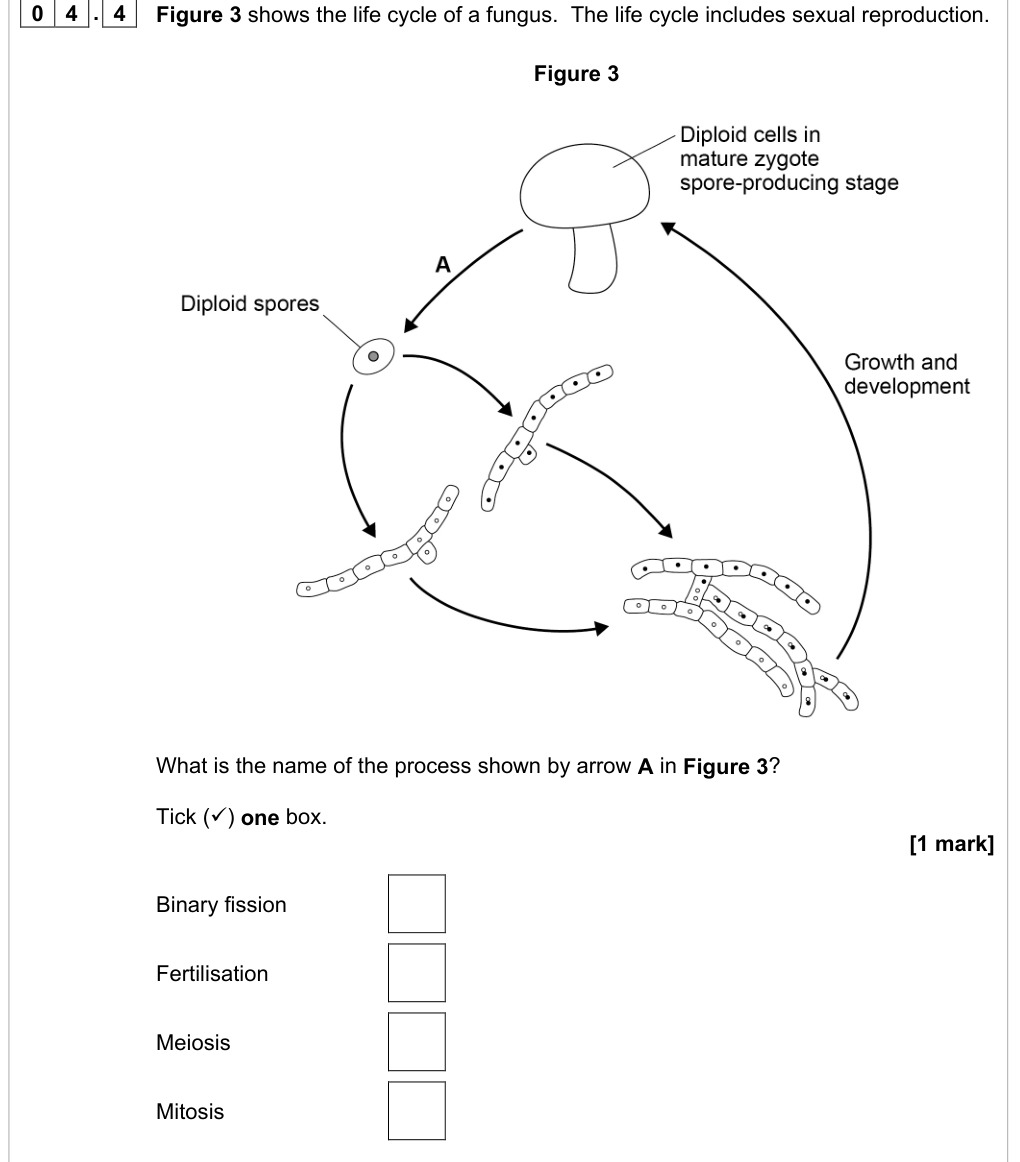 0 4 . 4 Figure 3 shows the life cycle of a fungus. The life cycle includes sexual reproduction.
Figure 3
Diploid cells in
mature zygote
spore-producing stage
A
Diploid spores
Growth and
development
What is the name of the process shown by arrow A in Figure 3?
Tick (✓) one box.
[1 mark]
Binary fission
Fertilisation
Meiosis
Mitosis